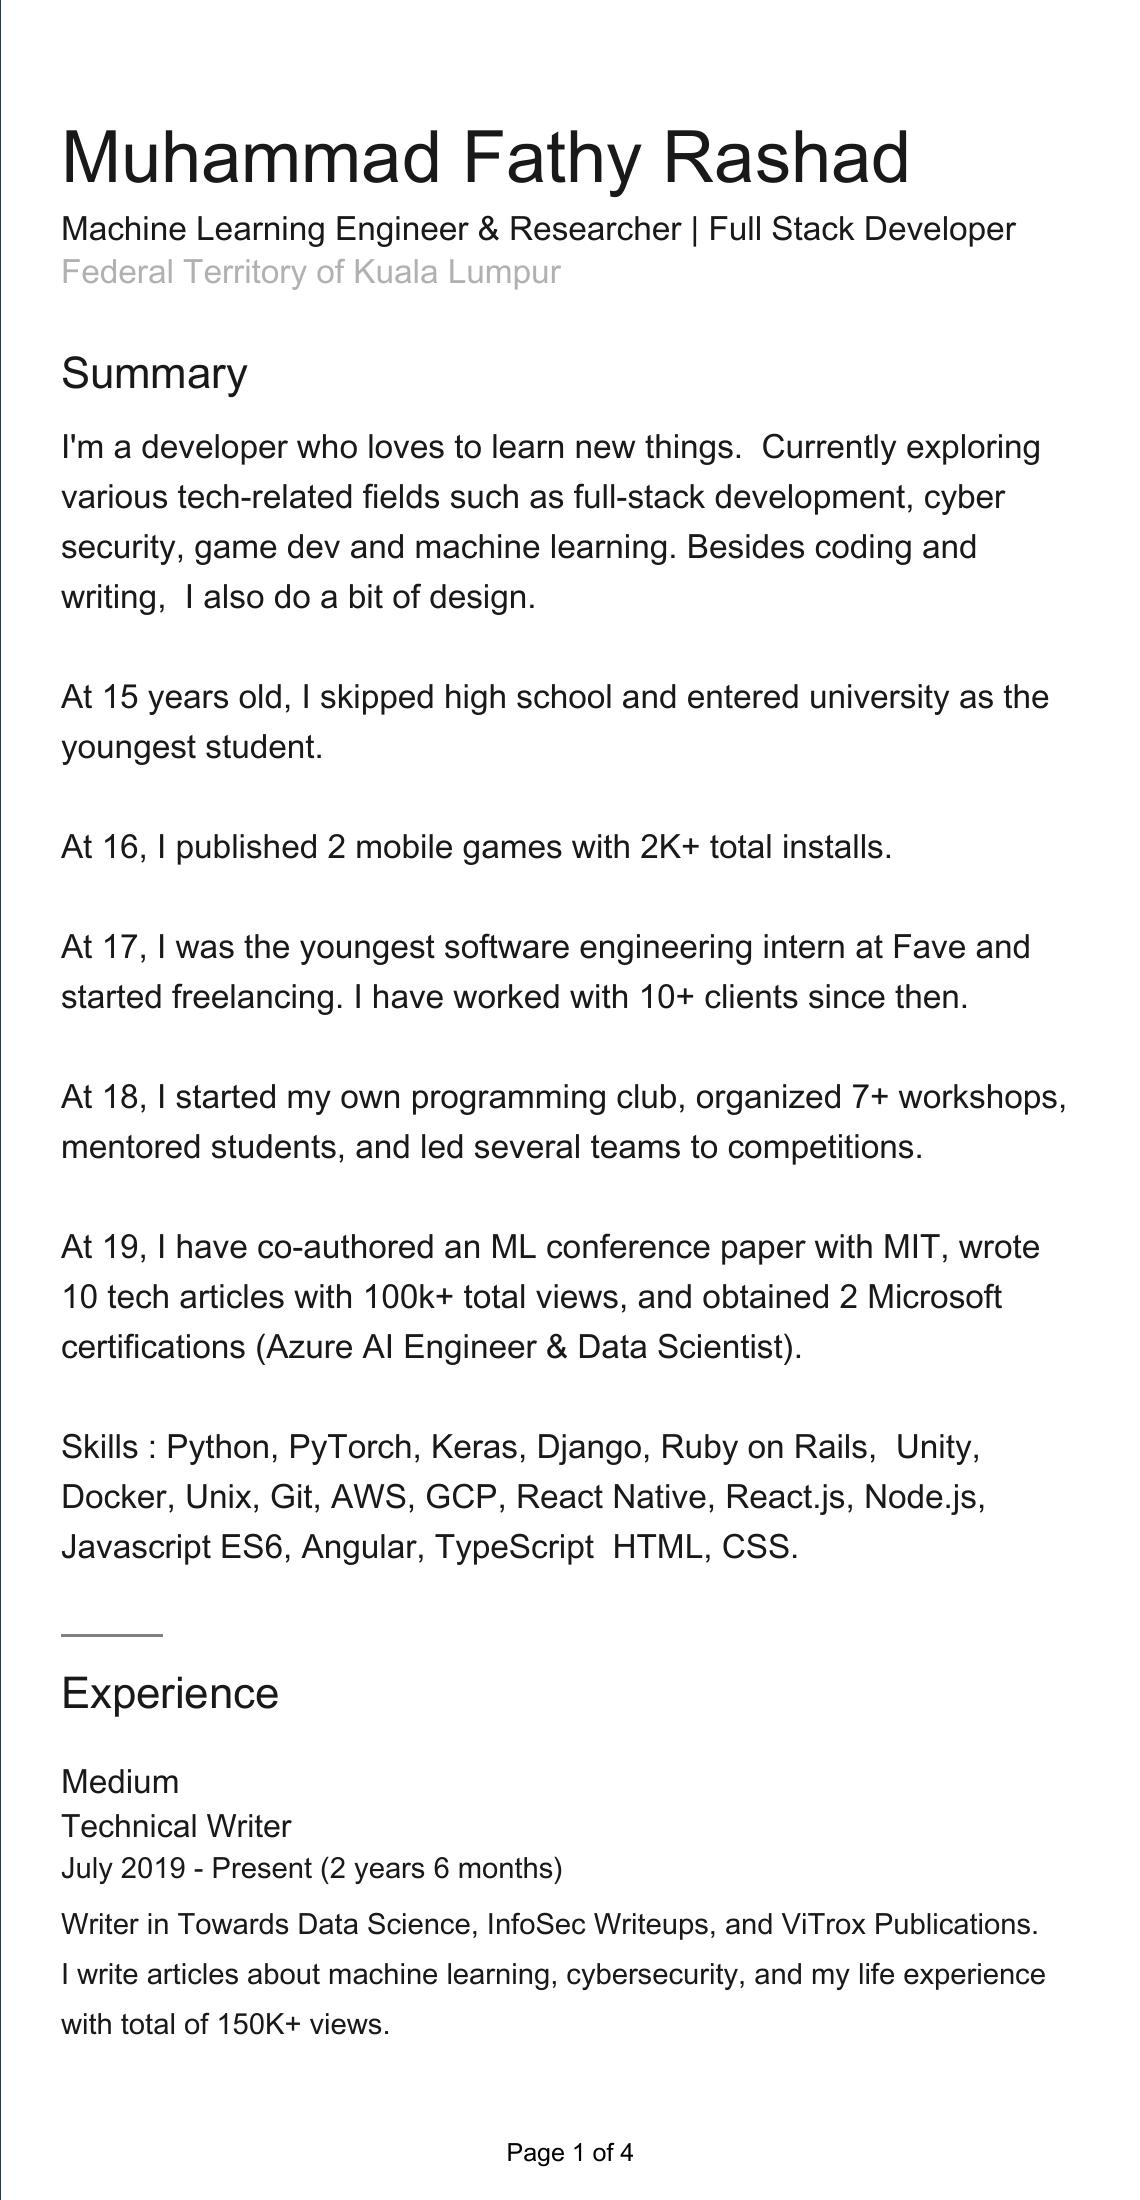 Muhammad Fathy Rashad
Machine Learning Engineer & Researcher | Full Stack Developer
Federal Territory of Kuala Lumpur
Summary
I'm a developer who loves to learn new things.  Currently exploring
various tech-related fields such as full-stack development, cyber
security, game dev and machine learning. Besides coding and
writing,  I also do a bit of design.
At 15 years old, I skipped high school and entered university as the
youngest student.
At 16, I published 2 mobile games with 2K+ total installs.
At 17, I was the youngest software engineering intern at Fave and
started freelancing. I have worked with 10+ clients since then.
At 18, I started my own programming club, organized 7+ workshops,
mentored students, and led several teams to competitions.
At 19, I have co-authored an ML conference paper with MIT, wrote
10 tech articles with 100k+ total views, and obtained 2 Microsoft
certifications (Azure AI Engineer & Data Scientist).
Skills : Python, PyTorch, Keras, Django, Ruby on Rails,  Unity,
Docker, Unix, Git, AWS, GCP, React Native, React.js, Node.js,
Javascript ES6, Angular, TypeScript  HTML, CSS.
Experience
Medium
Technical Writer
July 2019 - Present (2 years 6 months)
Writer in Towards Data Science, InfoSec Writeups, and ViTrox Publications.
I write articles about machine learning, cybersecurity, and my life experience
with total of 150K+ views.
Page 1 of 4